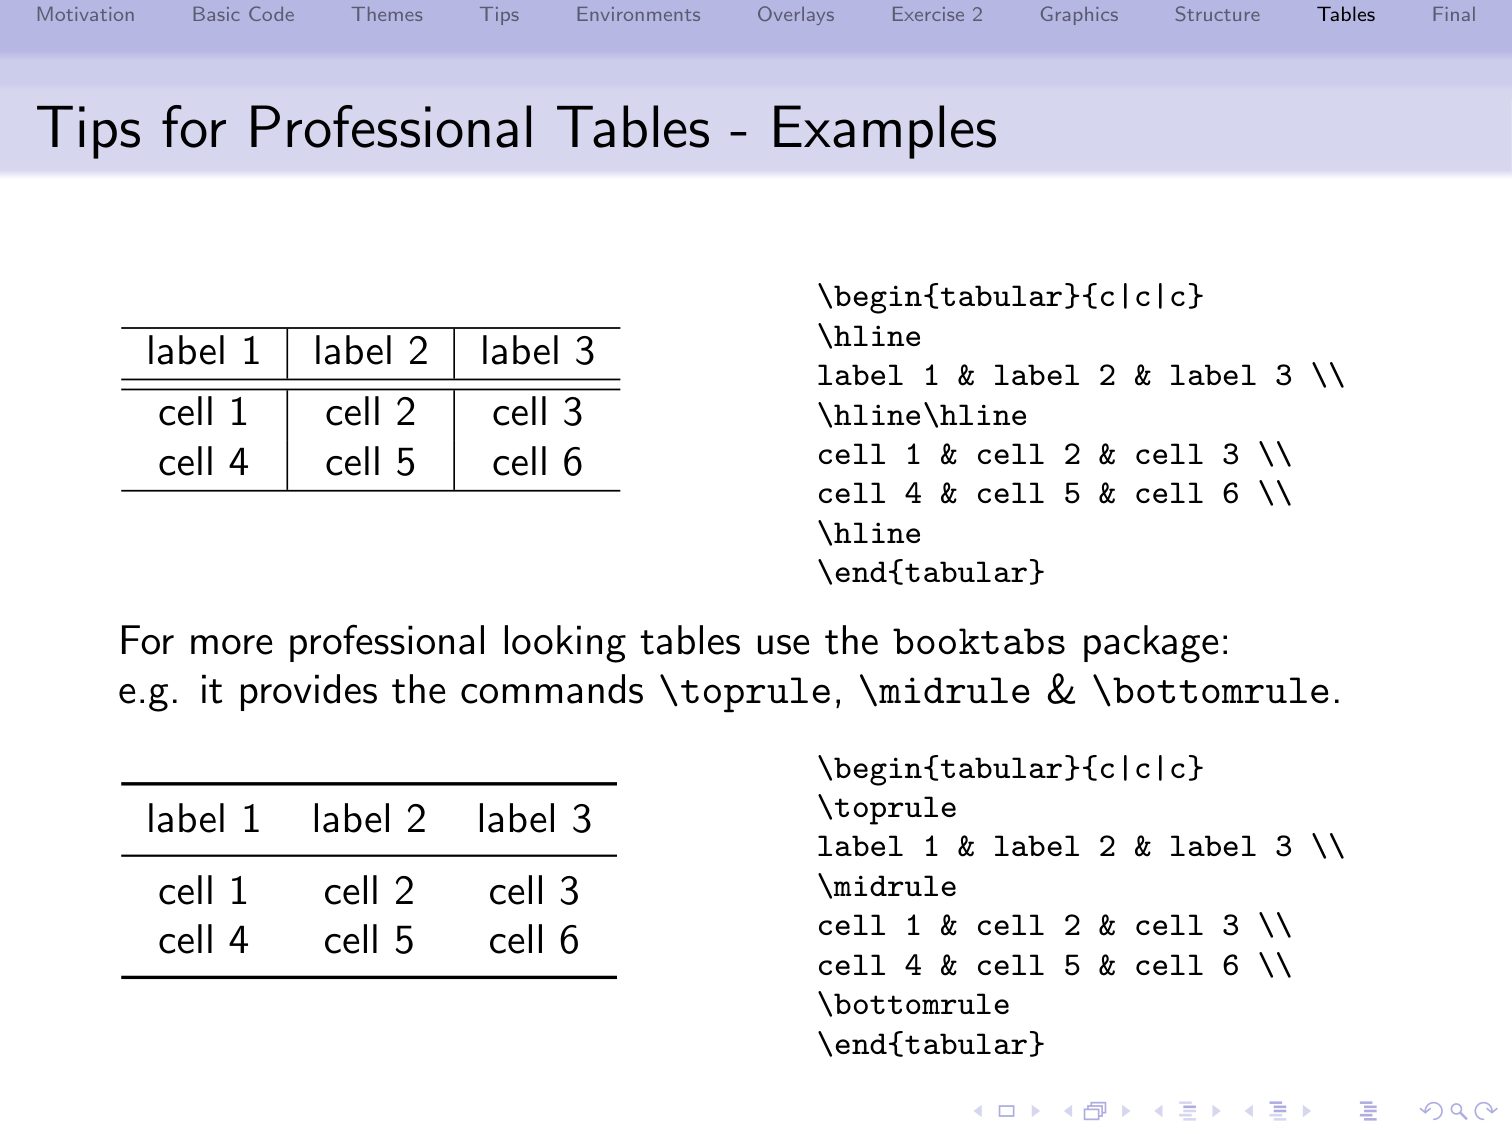 Motivation Basic Code Themes Tips Environments Overlays Exercise 2 Graphics Structure Tables Final
Tips for Professional Tables - Examples
label 1 label 2 label 3
cell 1 cell 2 cell 3
cell 4 cell 5 cell 6
\begin{tabular}{c|c|c}
\hline
label 1 & label 2 & label 3 \\
\hline\hline
cell 1 & cell 2 & cell 3 \\
cell 4 & cell 5 & cell 6 \\
\hline
\end{tabular}
For more professional looking tables use the booktabs package:
e.g. it provides the commands \toprule, \midrule & \bottomrule.
label 1 label 2 label 3
cell 1 cell 2 cell 3
cell 4 cell 5 cell 6
\begin{tabular}{c|c|c}
\toprule
label 1 & label 2 & label 3 \\
\midrule
cell 1 & cell 2 & cell 3 \\
cell 4 & cell 5 & cell 6 \\
\bottomrule
\end{tabular}